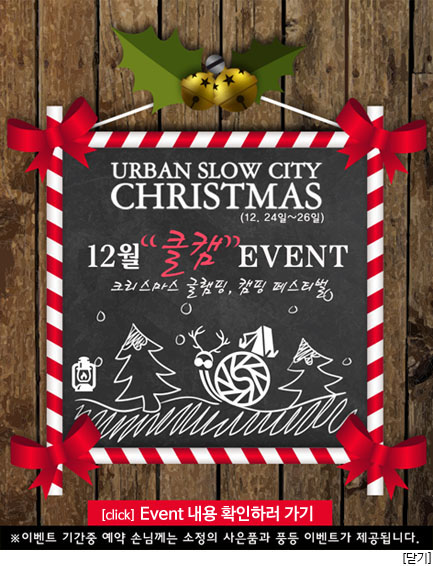 URBAN SLOW CITY
CHRISTMAS
(12. 24일~26일)
12월 "클캠" EVENT
크리스마스 글램핑, 캠핑 페스티벌
[click] Event 내용 확인하러 가기
※이벤트 기간중 예약 손님께는 소정의 사은품과 풍등 이벤트가 제공됩니다.
[닫기]